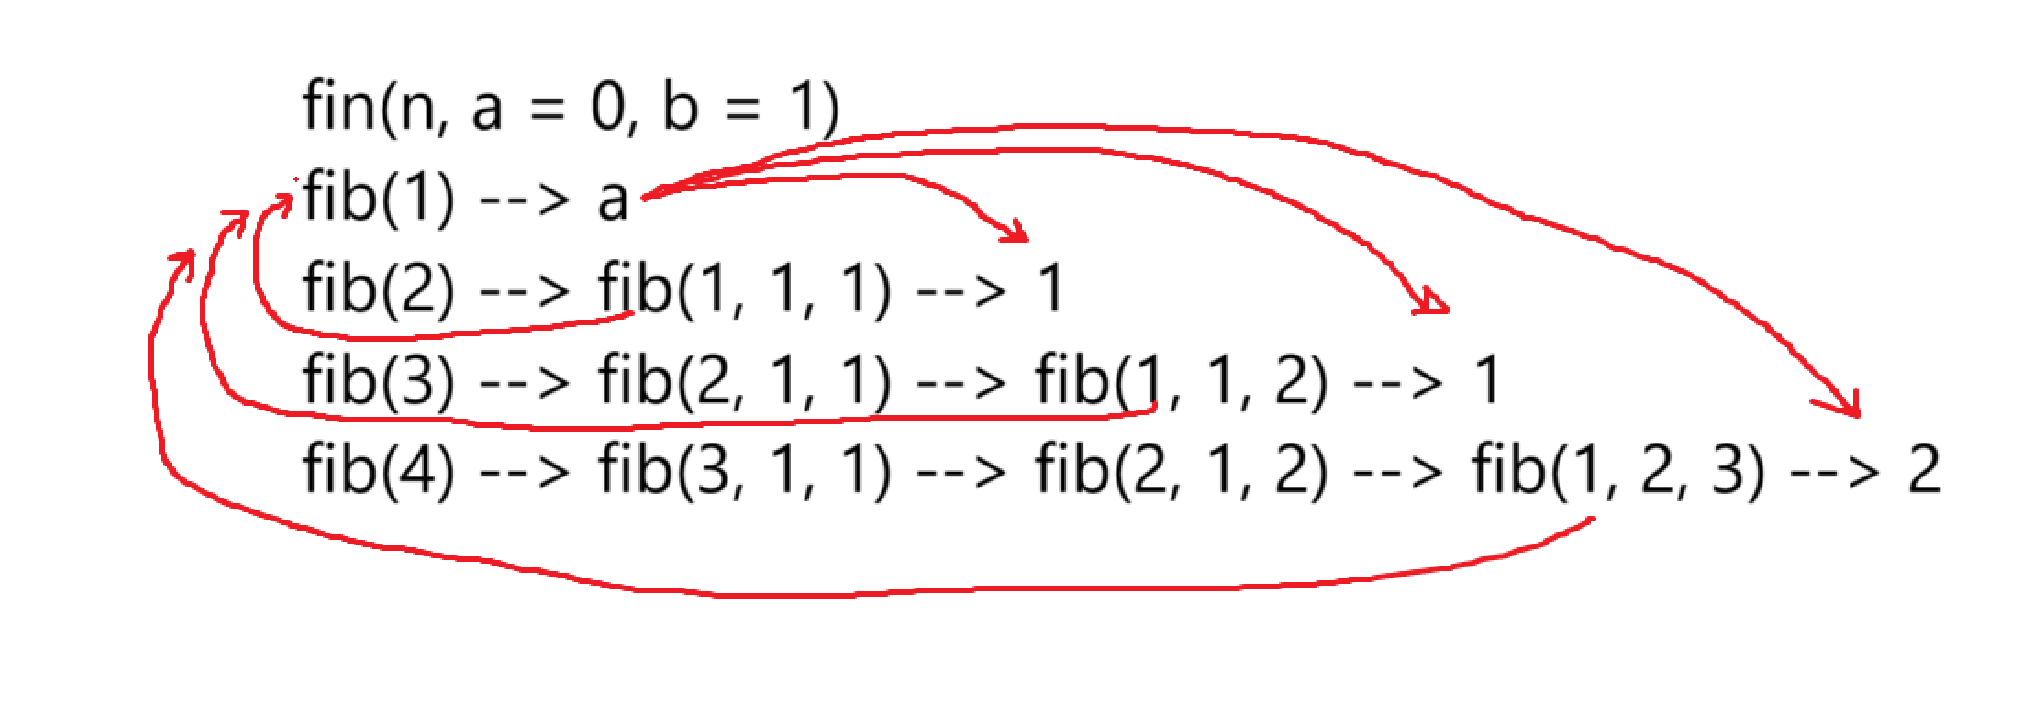 fin(n, a = 0, b = 1)
fib(1) --> a
fib(2) --> fib(1, 1, 1) --> 1
fib(3) --> fib(2, 1, 1) --> fib(1, 1, 2) --> 1
fib(4) --> fib(3, 1, 1) --> fib(2, 1, 2) --> fib(1, 2, 3) --> 2